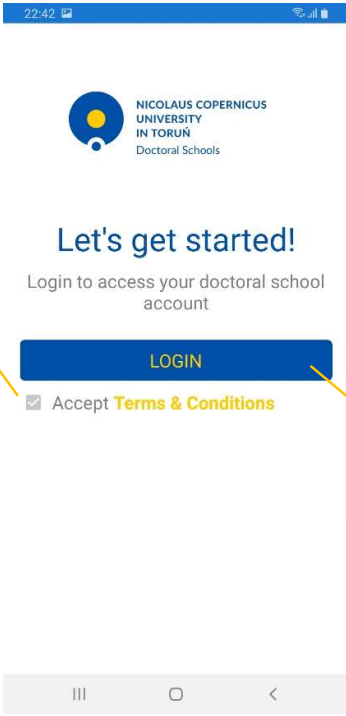 22:42
NICOLAUS COPERNICUS
UNIVERSITY
IN TORUŃ
Doctoral Schools
Let's get started!
Login to access your doctoral school
account
LOGIN
Accept Terms & Conditions